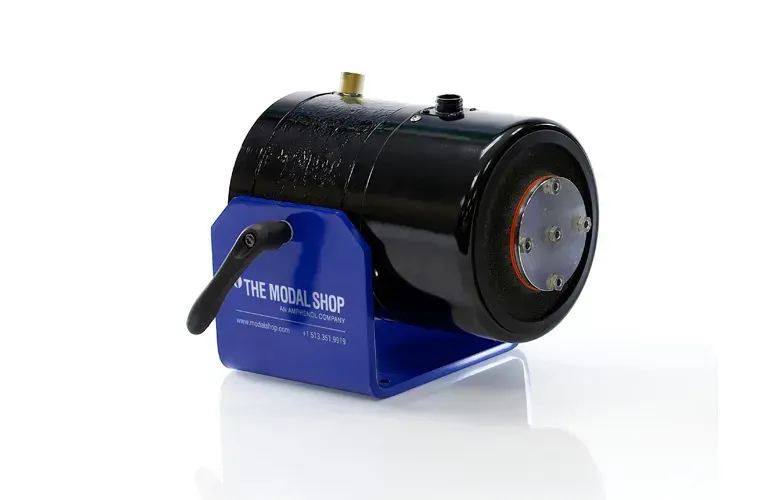 THE MODAL SHOP
AN AMPHENOL COMPANY
www.modalshop.com +1 513.351.9919